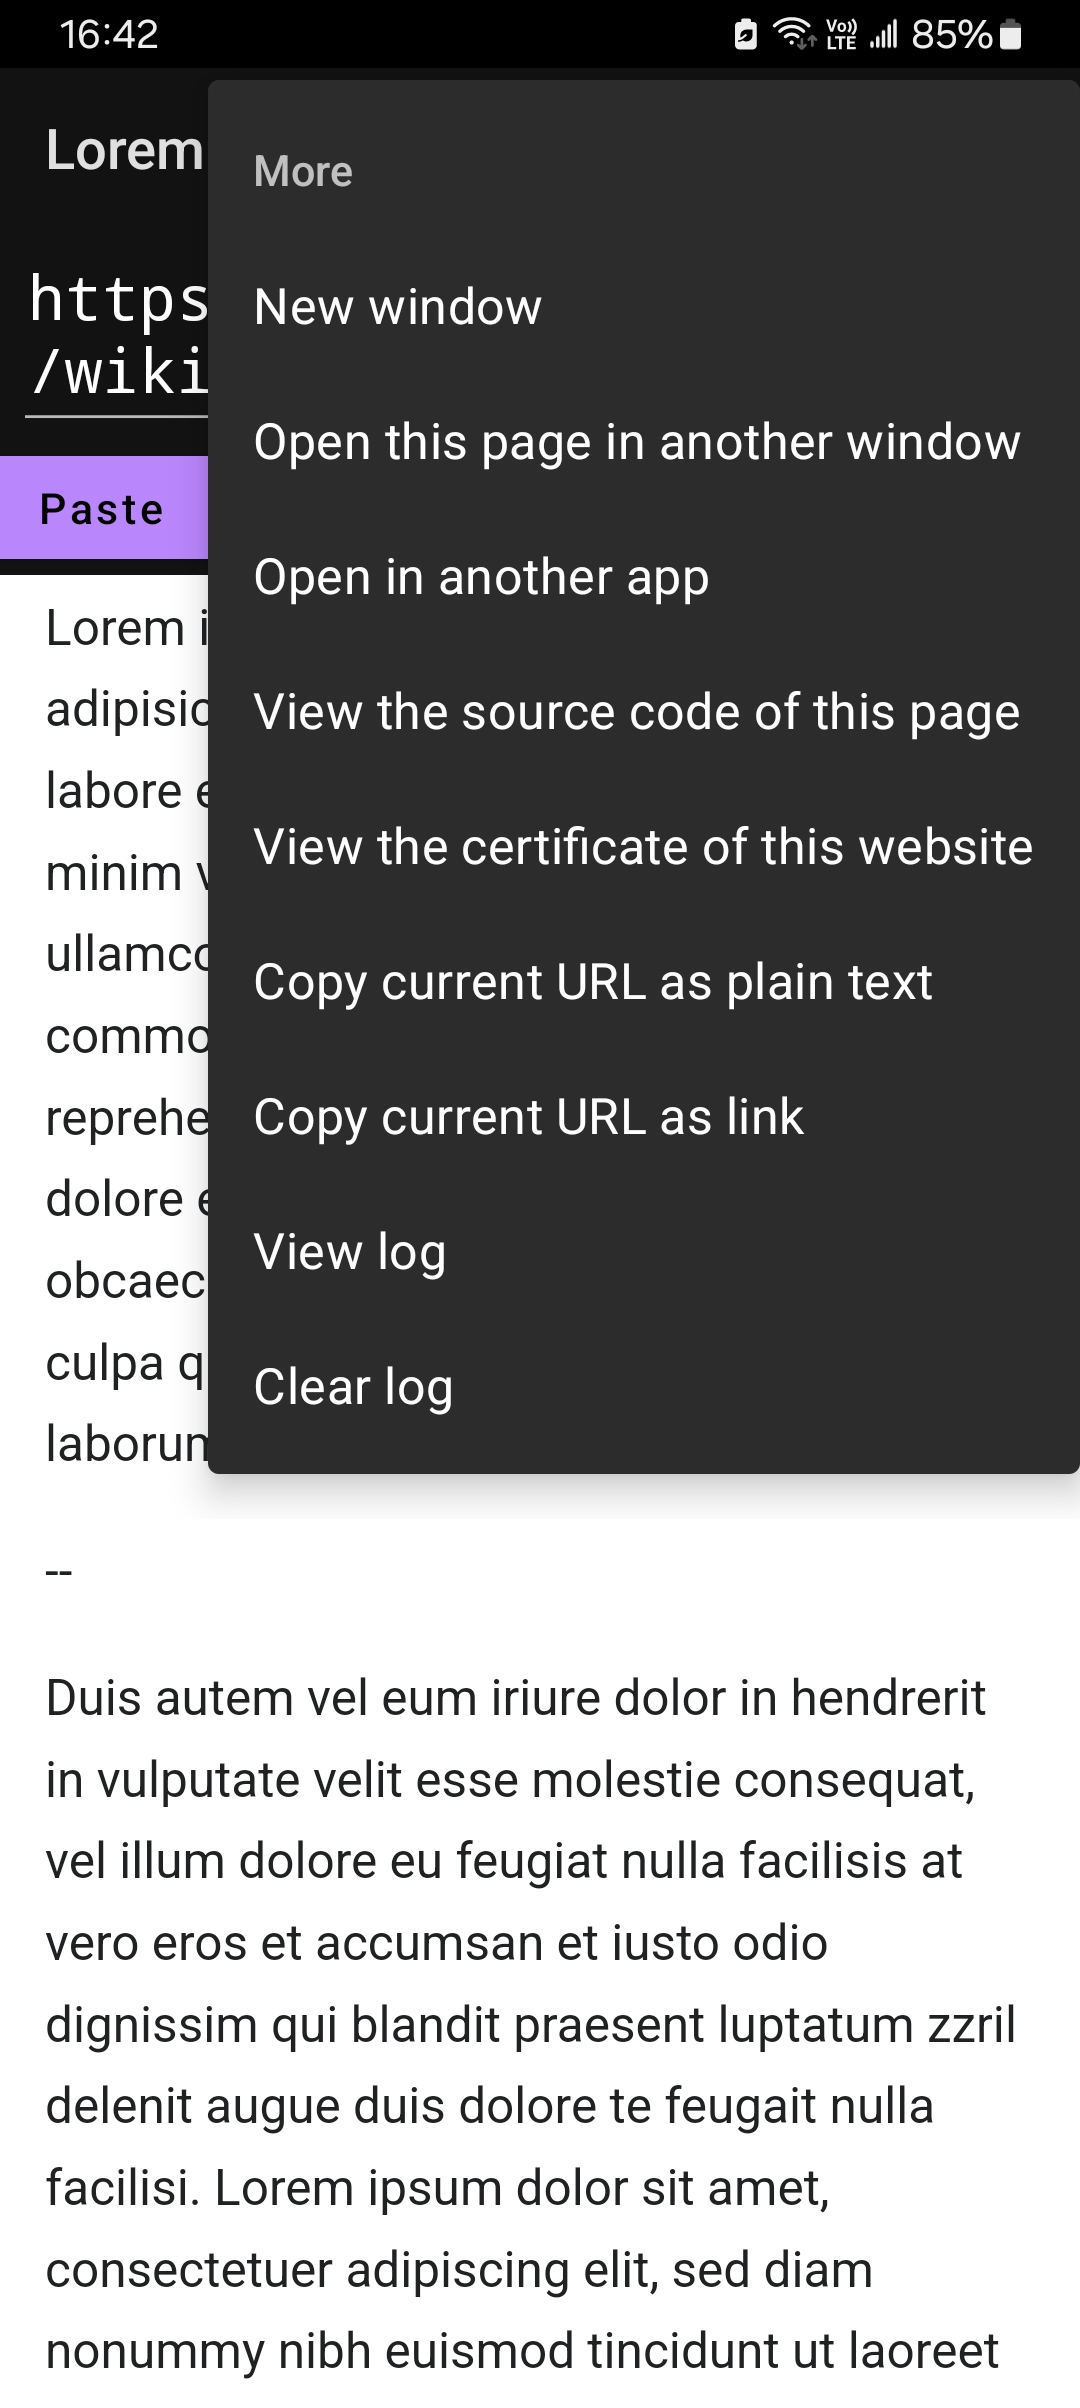 16:42
Vo)) LTE
85%
Lorem
More
https
/wiki
New window
Open this page in another window
Paste
Open in another app
Lorem
View the source code of this page
labore
View the certificate of this website
minim
Copy current URL as plain text
Copy current URL as link
dolore
View log
culpa
Clear log
--
Duis autem vel eum iriure dolor in hendrerit
in vulputate velit esse molestie consequat,
vel illum dolore eu feugiat nulla facilisis at
vero eros et accumsan et iusto odio
dignissim qui blandit praesent luptatum zzril
delenit augue duis dolore te feugait nulla
facilisi. Lorem ipsum dolor sit amet,
consectetuer adipiscing elit, sed diam
nonummy nibh euismod tincidunt ut laoreet